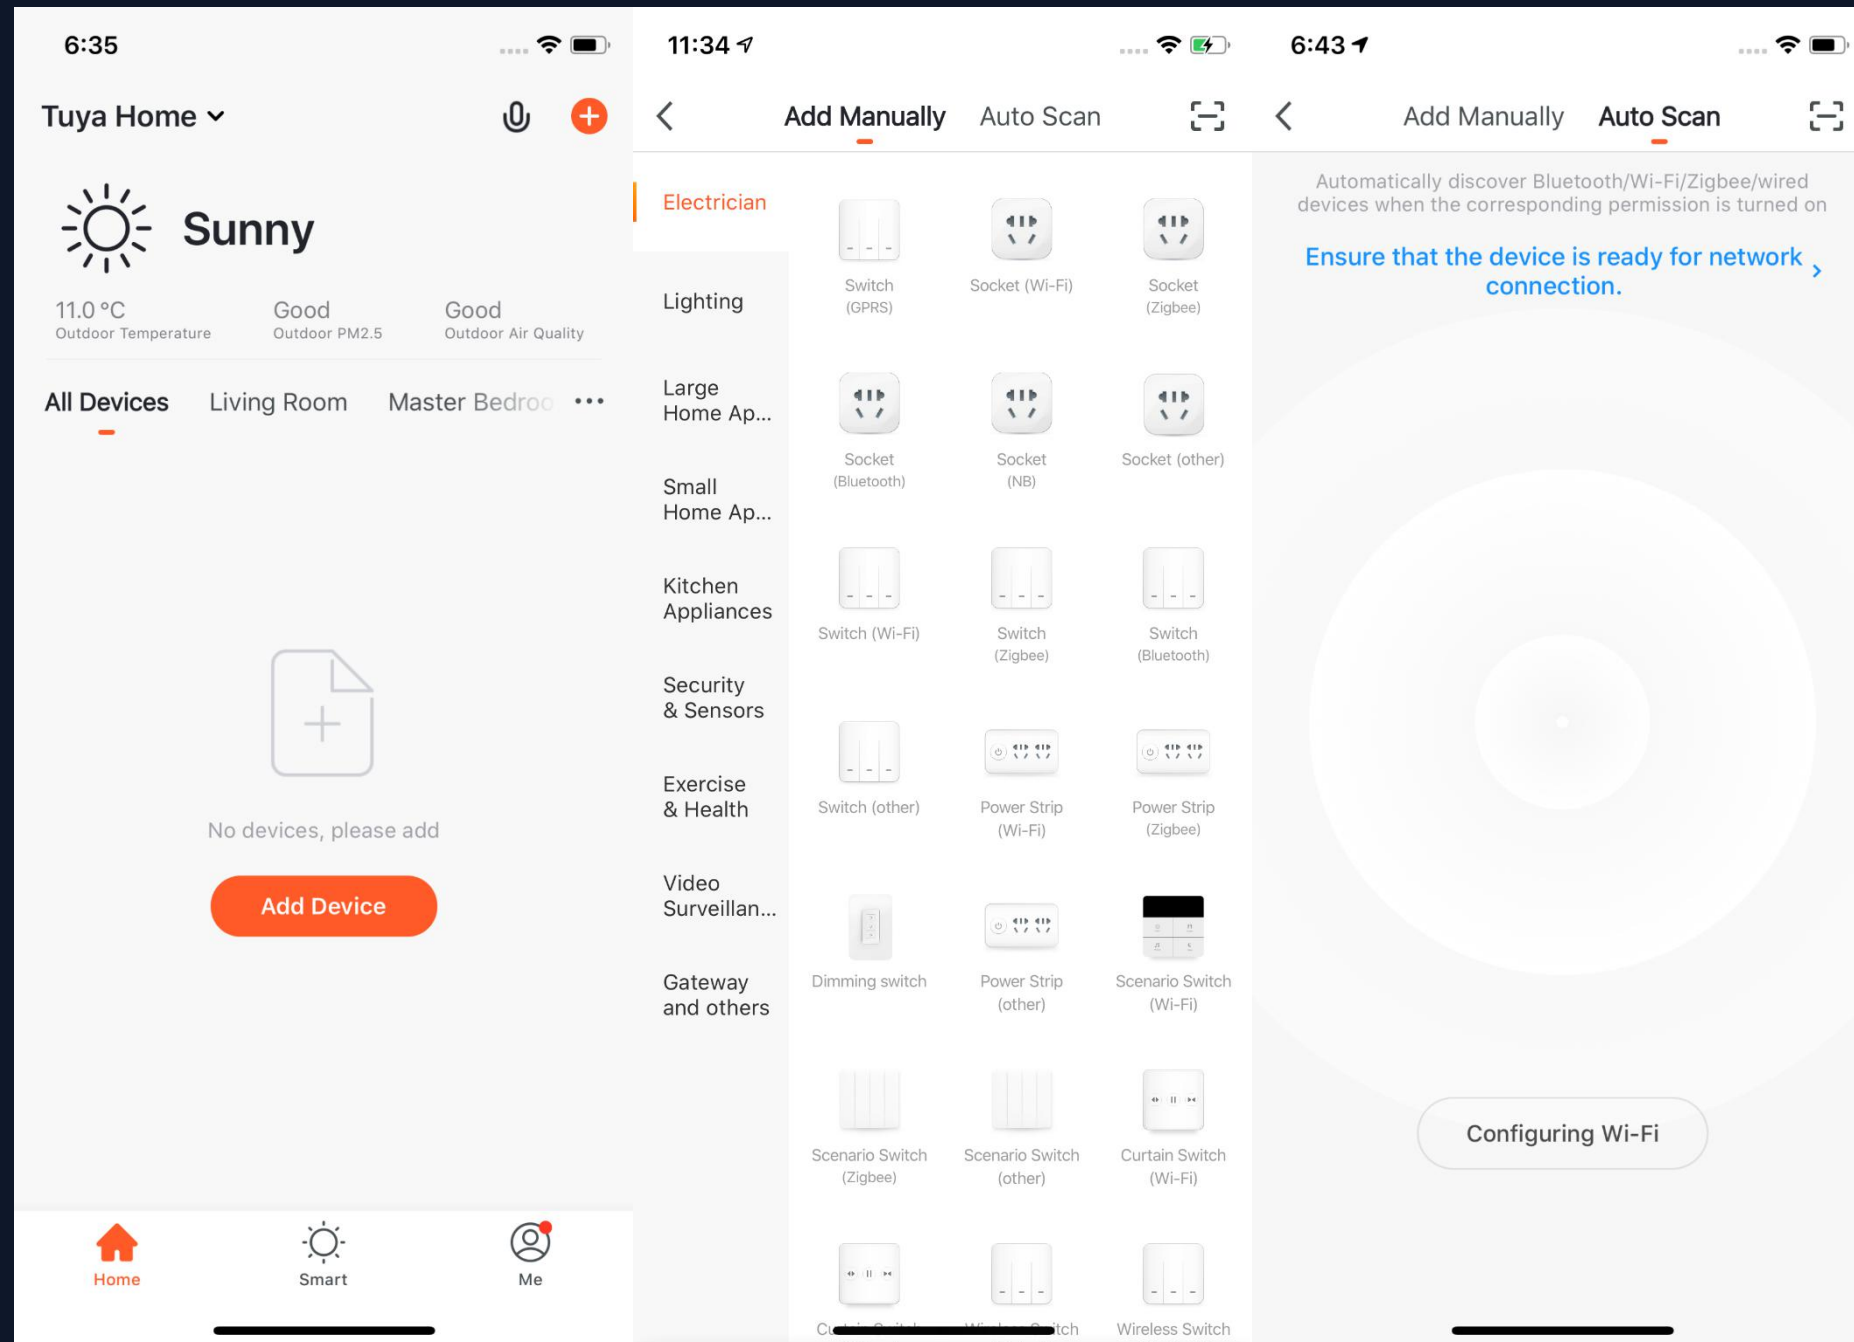 6:35
Tuya Home
Sunny
11.0 °C
Outdoor Temperature
Good
Outdoor PM2.5
Good
Outdoor Air Quality
All Devices
Living Room
Master Bedroo
No devices, please add
Add Device
Home
Smart
Me
11:34
Add Manually
Auto Scan
Electrician
Lighting
Large
Home Ap...
Small
Home Ap...
Kitchen
Appliances
Security
& Sensors
Exercise
& Health
Video
Surveillan...
Gateway
and others
Switch
(GPRS)
Socket (Wi-Fi)
Socket
(Zigbee)
Socket
(Bluetooth)
Socket
(NB)
Socket (other)
Switch (Wi-Fi)
Switch
(Zigbee)
Switch
(Bluetooth)
Switch (other)
Power Strip
(Wi-Fi)
Power Strip
(Zigbee)
Dimming switch
Power Strip
(other)
Scenario Switch
(Wi-Fi)
Scenario Switch
(Zigbee)
Scenario Switch
(other)
Curtain Switch
(Wi-Fi)
Wireless Switch
6:43
Add Manually
Auto Scan
Automatically discover Bluetooth/Wi-Fi/Zigbee/wired
devices when the corresponding permission is turned on
Ensure that the device is ready for network
connection.
Configuring Wi-Fi